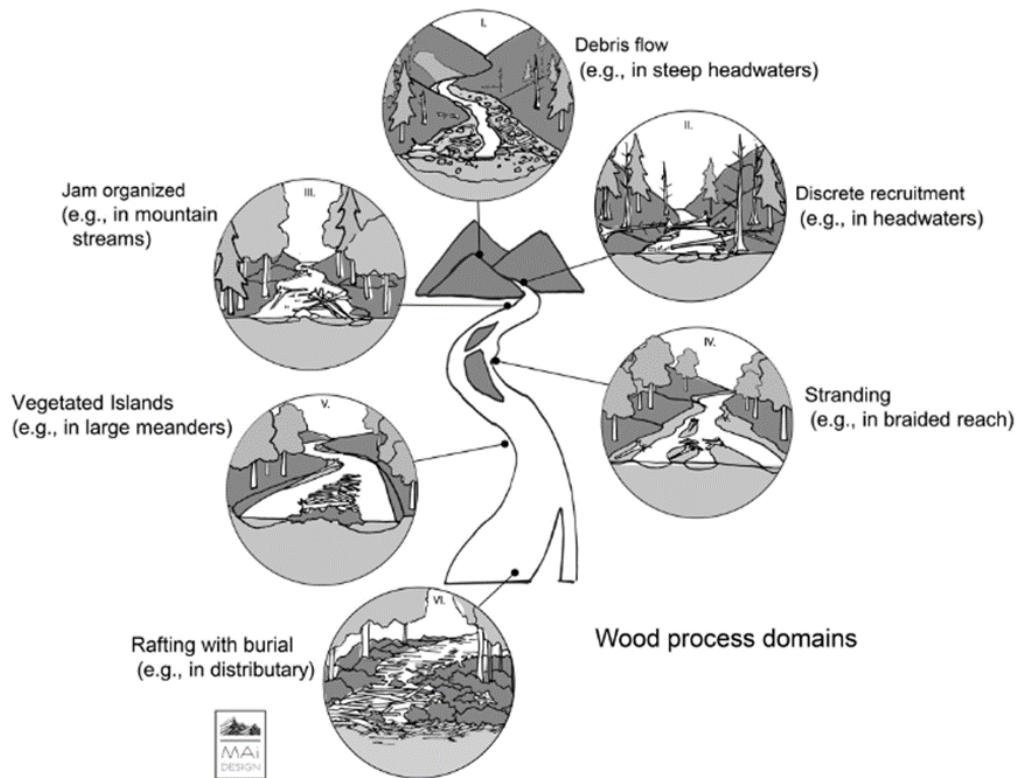 I.
Debris flow
(e.g., in steep headwaters)
II.
Discrete recruitment
(e.g., in headwaters)
Jam organized
(e.g., in mountain
streams)
III.
IV.
Stranding
(e.g., in braided reach)
Vegetated Islands
(e.g., in large meanders)
V.
VI.
Rafting with burial
(e.g., in distributary)
Wood process domains
MAi
DESIGN